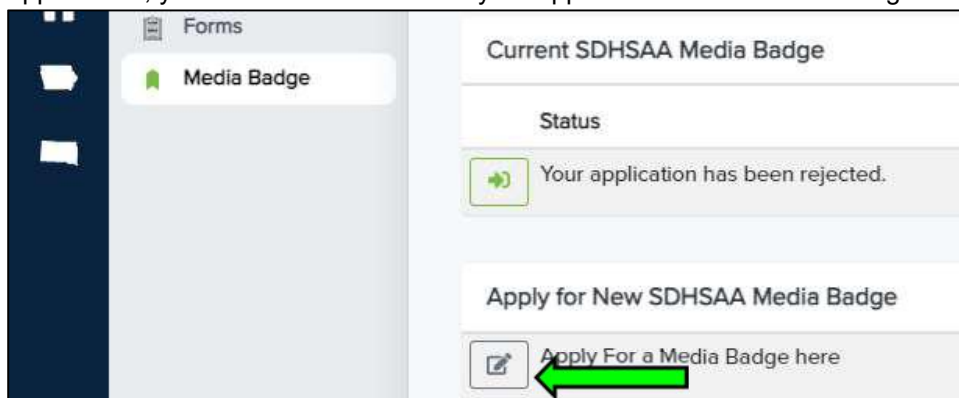 Forms
Media Badge
Current SDHSAA Media Badge
Status
Your application has been rejected.
Apply for New SDHSAA Media Badge
Apply For a Media Badge here